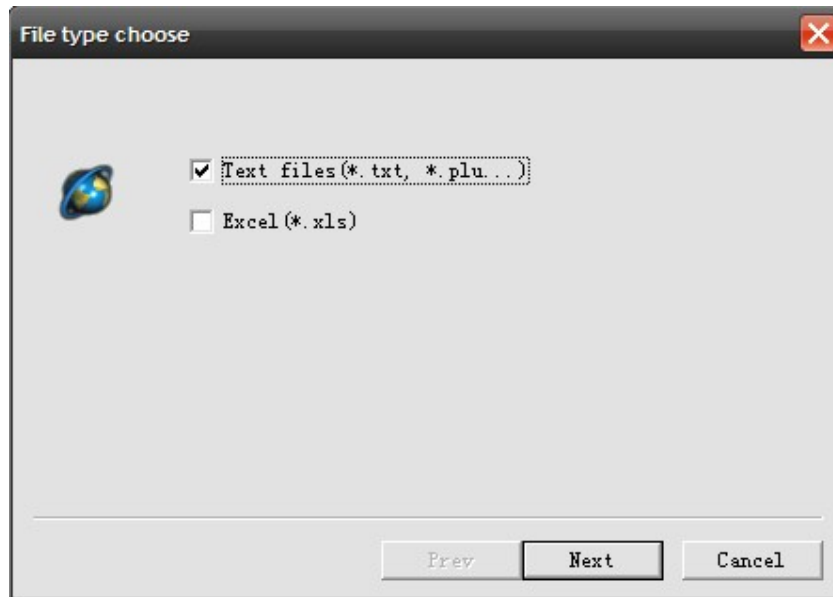 File type choose
Text files(*.txt, *.plu...)
Excel(*.xls)
Prev Next Cancel